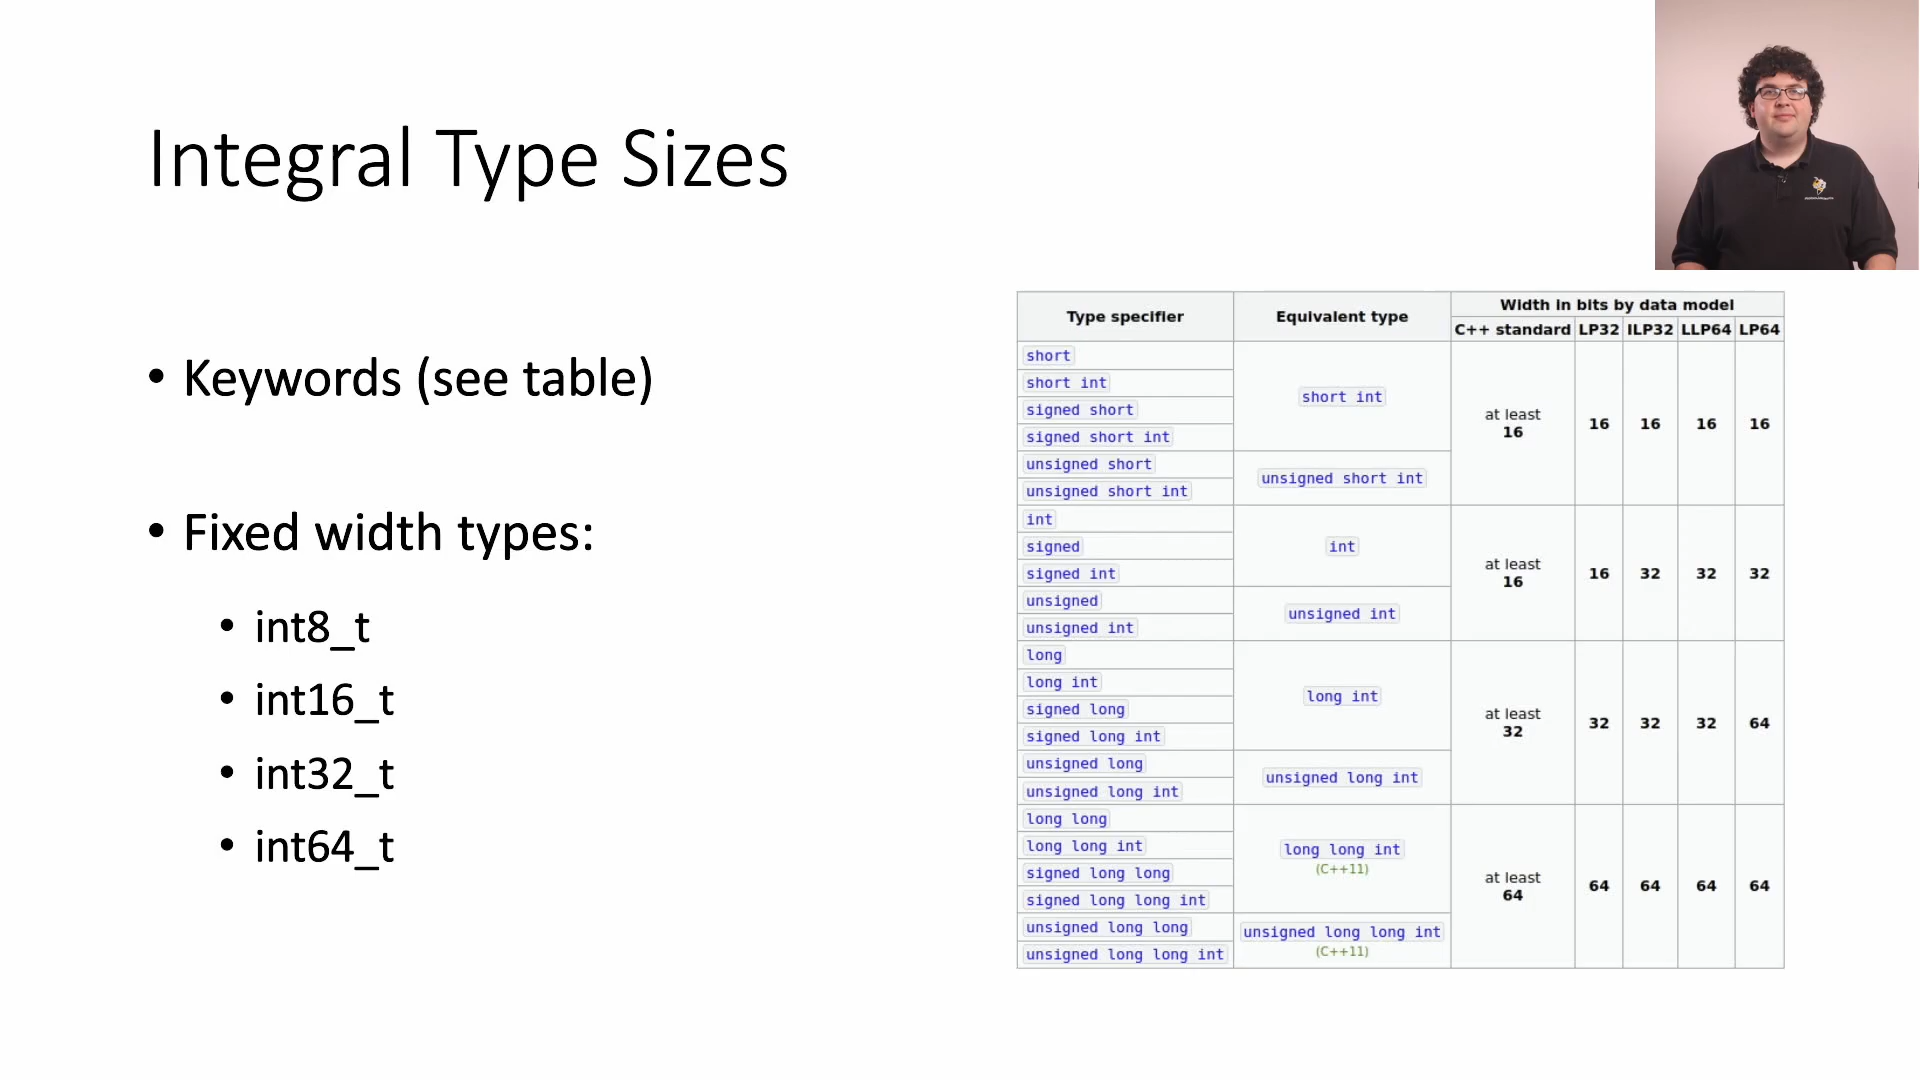 Integral Type Sizes
• Keywords (see table)
• Fixed width types:
• int8_t
• int16_t
• int32_t
• int64_t
Type specifier
Equivalent type
Width in bits by data model
C++ standard LP32 ILP32 LLP64 LP64
short
short int
signed short
signed short int
short int
unsigned short
unsigned short int
unsigned short int
at least
16
16 16 16 16
int
signed
signed int
int
unsigned
unsigned int
unsigned int
at least
16
16 32 32 32
long
long int
signed long
signed long int
long int
unsigned long
unsigned long int
unsigned long int
at least
32
32 32 32 64
long long
long long int
signed long long
signed long long int
long long int
(C++11)
unsigned long long
unsigned long long int
unsigned long long int
(C++11)
at least
64
64 64 64 64